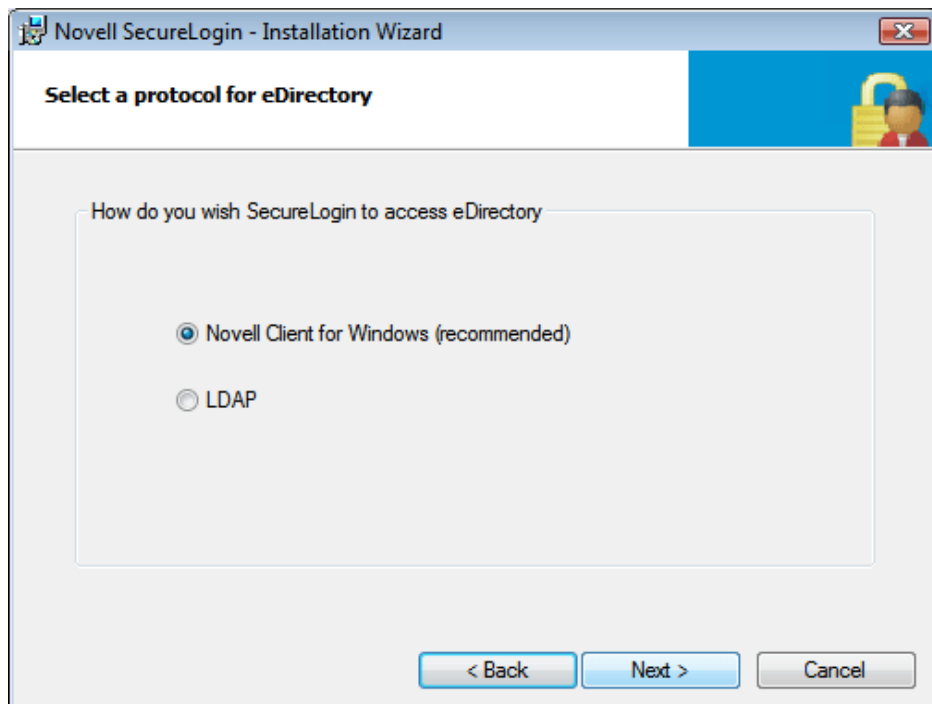 Novell SecureLogin - Installation Wizard
Select a protocol for eDirectory
How do you wish SecureLogin to access eDirectory
Novell Client for Windows (recommended)
LDAP
< Back Next > Cancel